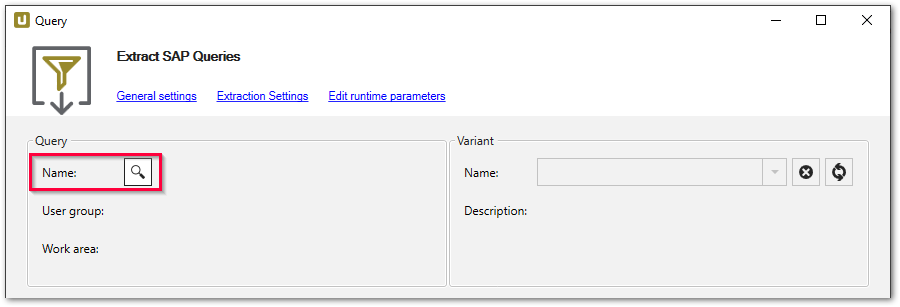 Query
Extract SAP Queries
General settings Extraction Settings Edit runtime parameters
Query
Name:
User group:
Work area:
Variant
Name:
Description: